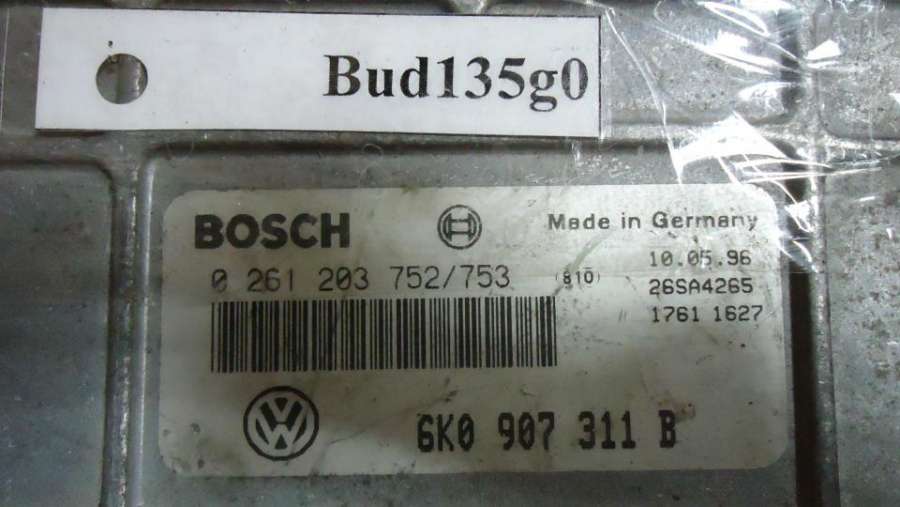 Bud135g0
BOSCH Made in Germany
0 261 203 752/753 (810) 10.05.96
26SA4265
1761 1627
VW 6K0 907 311 B